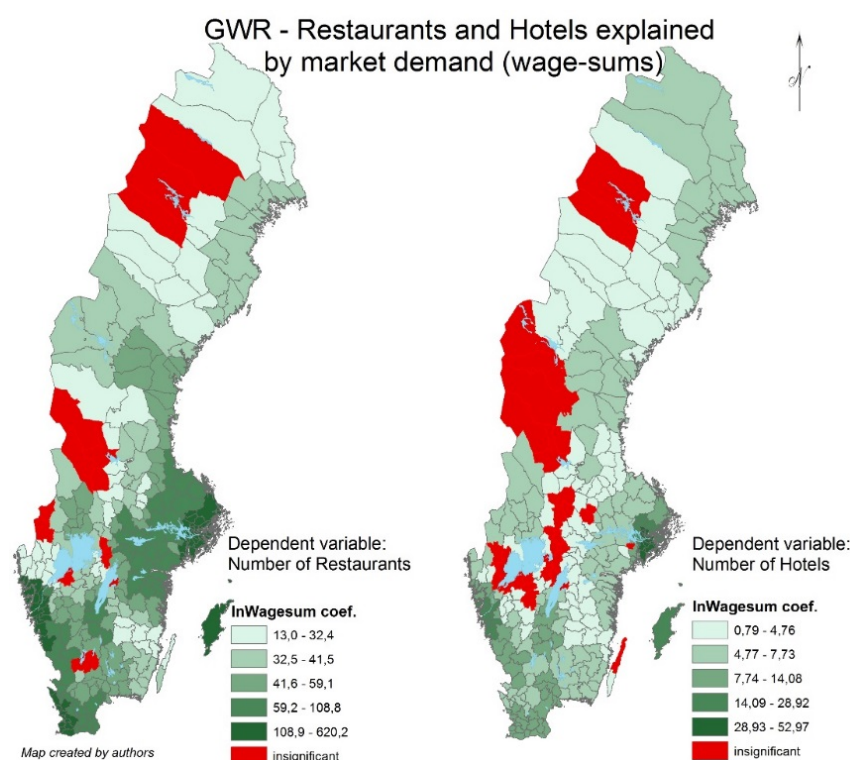 GWR - Restaurants and Hotels explained
by market demand (wage-sums)
N
Dependent variable:
Number of Restaurants
lnWagesum coef.
13,0 - 32,4
32,5 - 41,5
41,6 - 59,1
59,2 - 108,8
108,9 - 620,2
insignificant
Map created by authors
Dependent variable:
Number of Hotels
lnWagesum coef.
0,79 - 4,76
4,77 - 7,73
7,74 - 14,08
14,09 - 28,92
28,93 - 52,97
insignificant